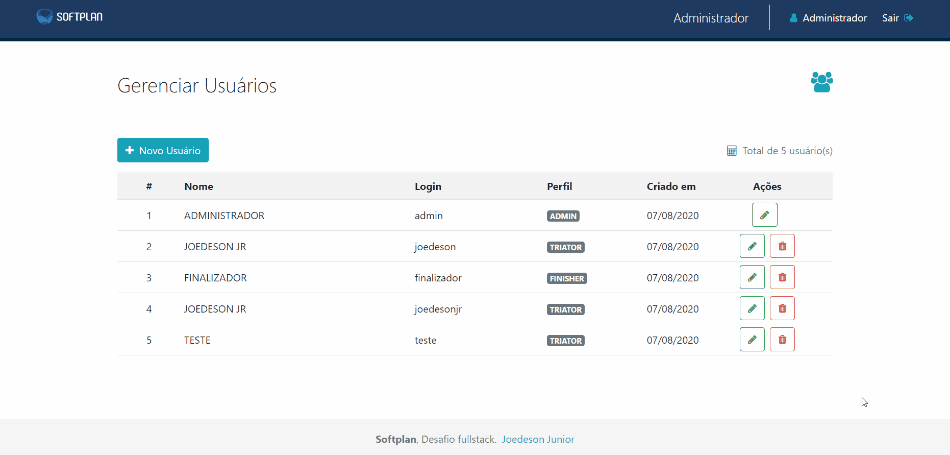 SOFTPLAN
Administrador Administrador Sair
Gerenciar Usuários
Novo Usuário Total de 5 usuário(s)
# Nome Login Perfil Criado em Ações
1 ADMINISTRADOR admin ADMIN 07/08/2020
2 JOEDESON JR joedeson TRIATOR 07/08/2020
3 FINALIZADOR finalizador FINISHER 07/08/2020
4 JOEDESON JR joedesonjr TRIATOR 07/08/2020
5 TESTE teste TRIATOR 07/08/2020
Softplan, Desafio fullstack. Joedeson Junior